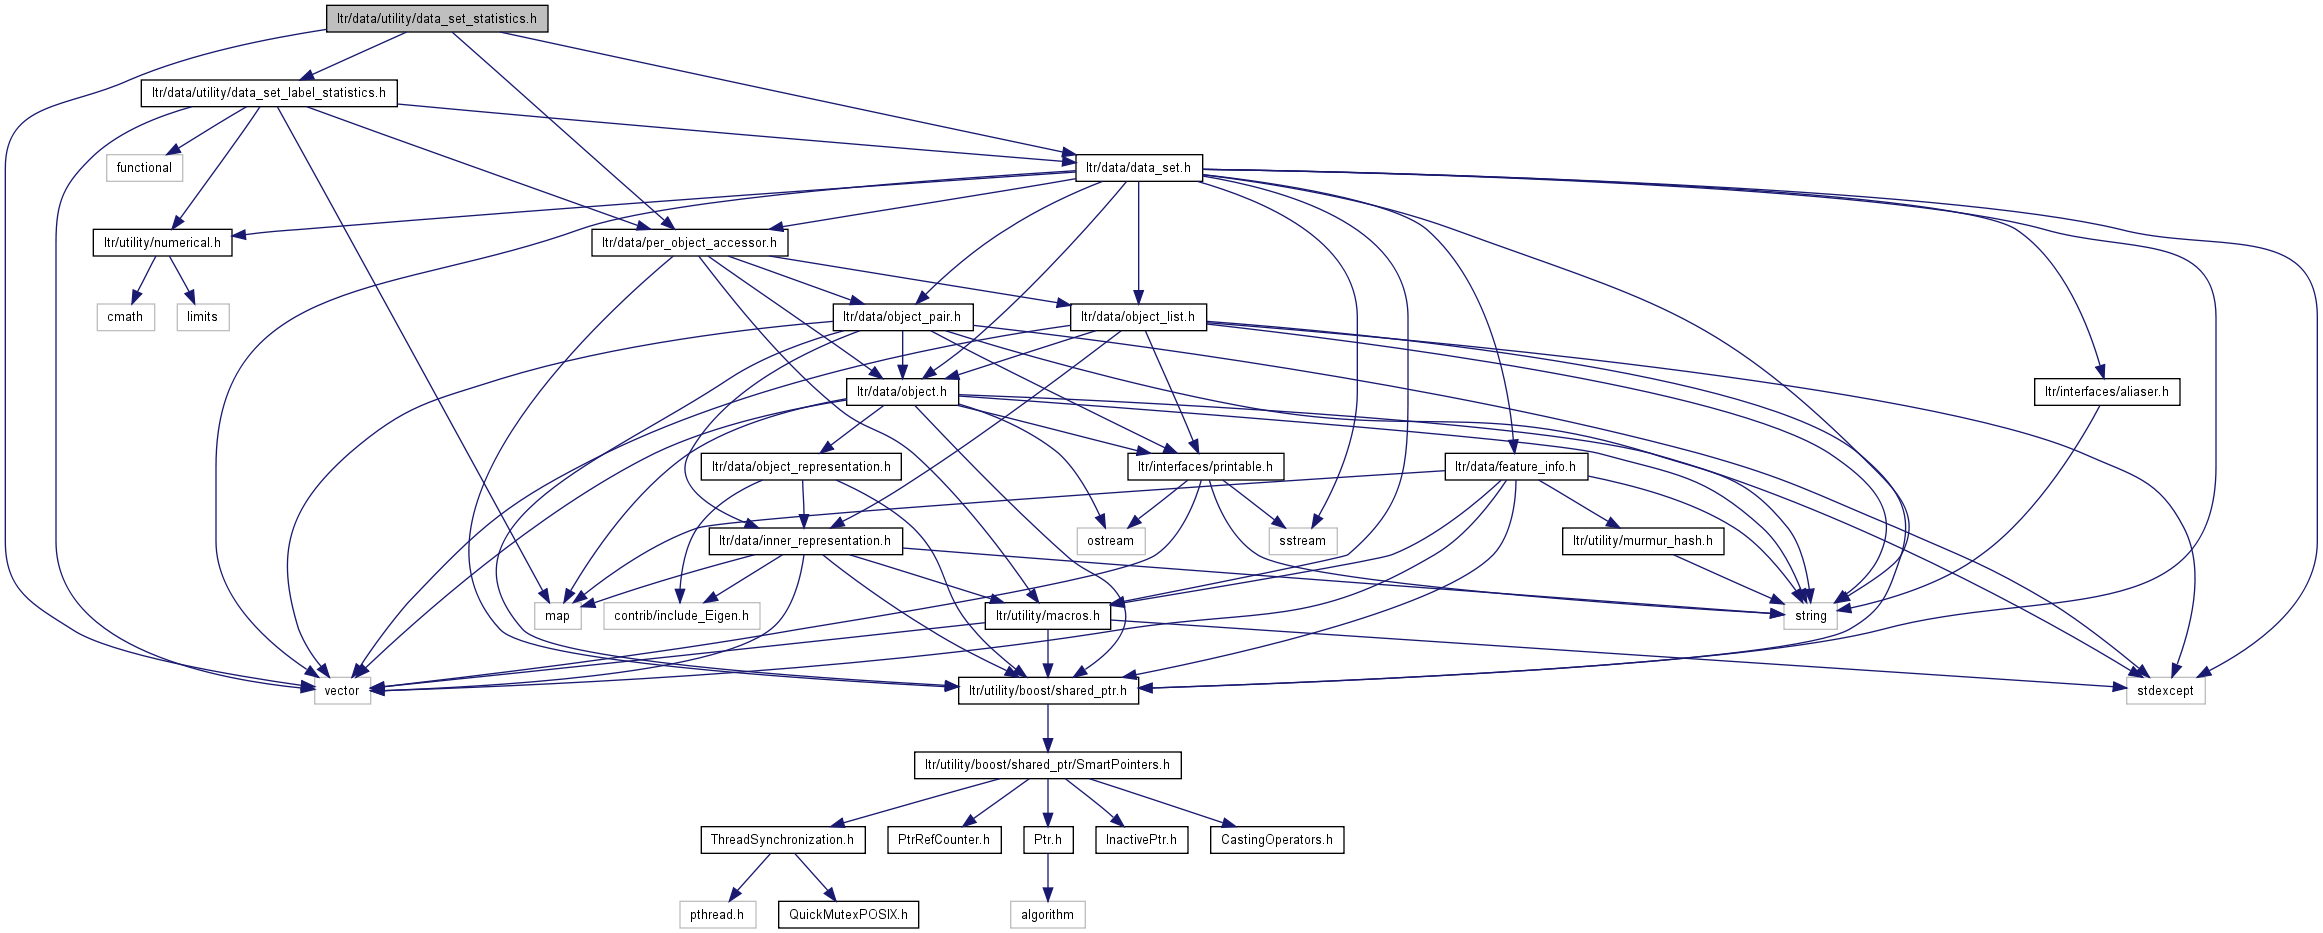 ltr/data/utility/data_set_statistics.h
ltr/data/utility/data_set_label_statistics.h
functional
ltr/data/data_set.h
ltr/utility/numerical.h
ltr/data/per_object_accessor.h
cmath
limits
ltr/data/object_pair.h
ltr/data/object_list.h
ltr/data/object.h
ltr/interfaces/aliaser.h
ltr/data/object_representation.h
ltr/interfaces/printable.h
ltr/data/feature_info.h
ltr/data/inner_representation.h
ostream
sstream
ltr/utility/murmur_hash.h
map
contrib/include_Eigen.h
ltr/utility/macros.h
string
vector
ltr/utility/boost/shared_ptr.h
stdexcept
ltr/utility/boost/shared_ptr/SmartPointers.h
ThreadSynchronization.h
PtrRefCounter.h
Ptr.h
InactivePtr.h
CastingOperators.h
pthread.h
QuickMutexPOSIX.h
algorithm